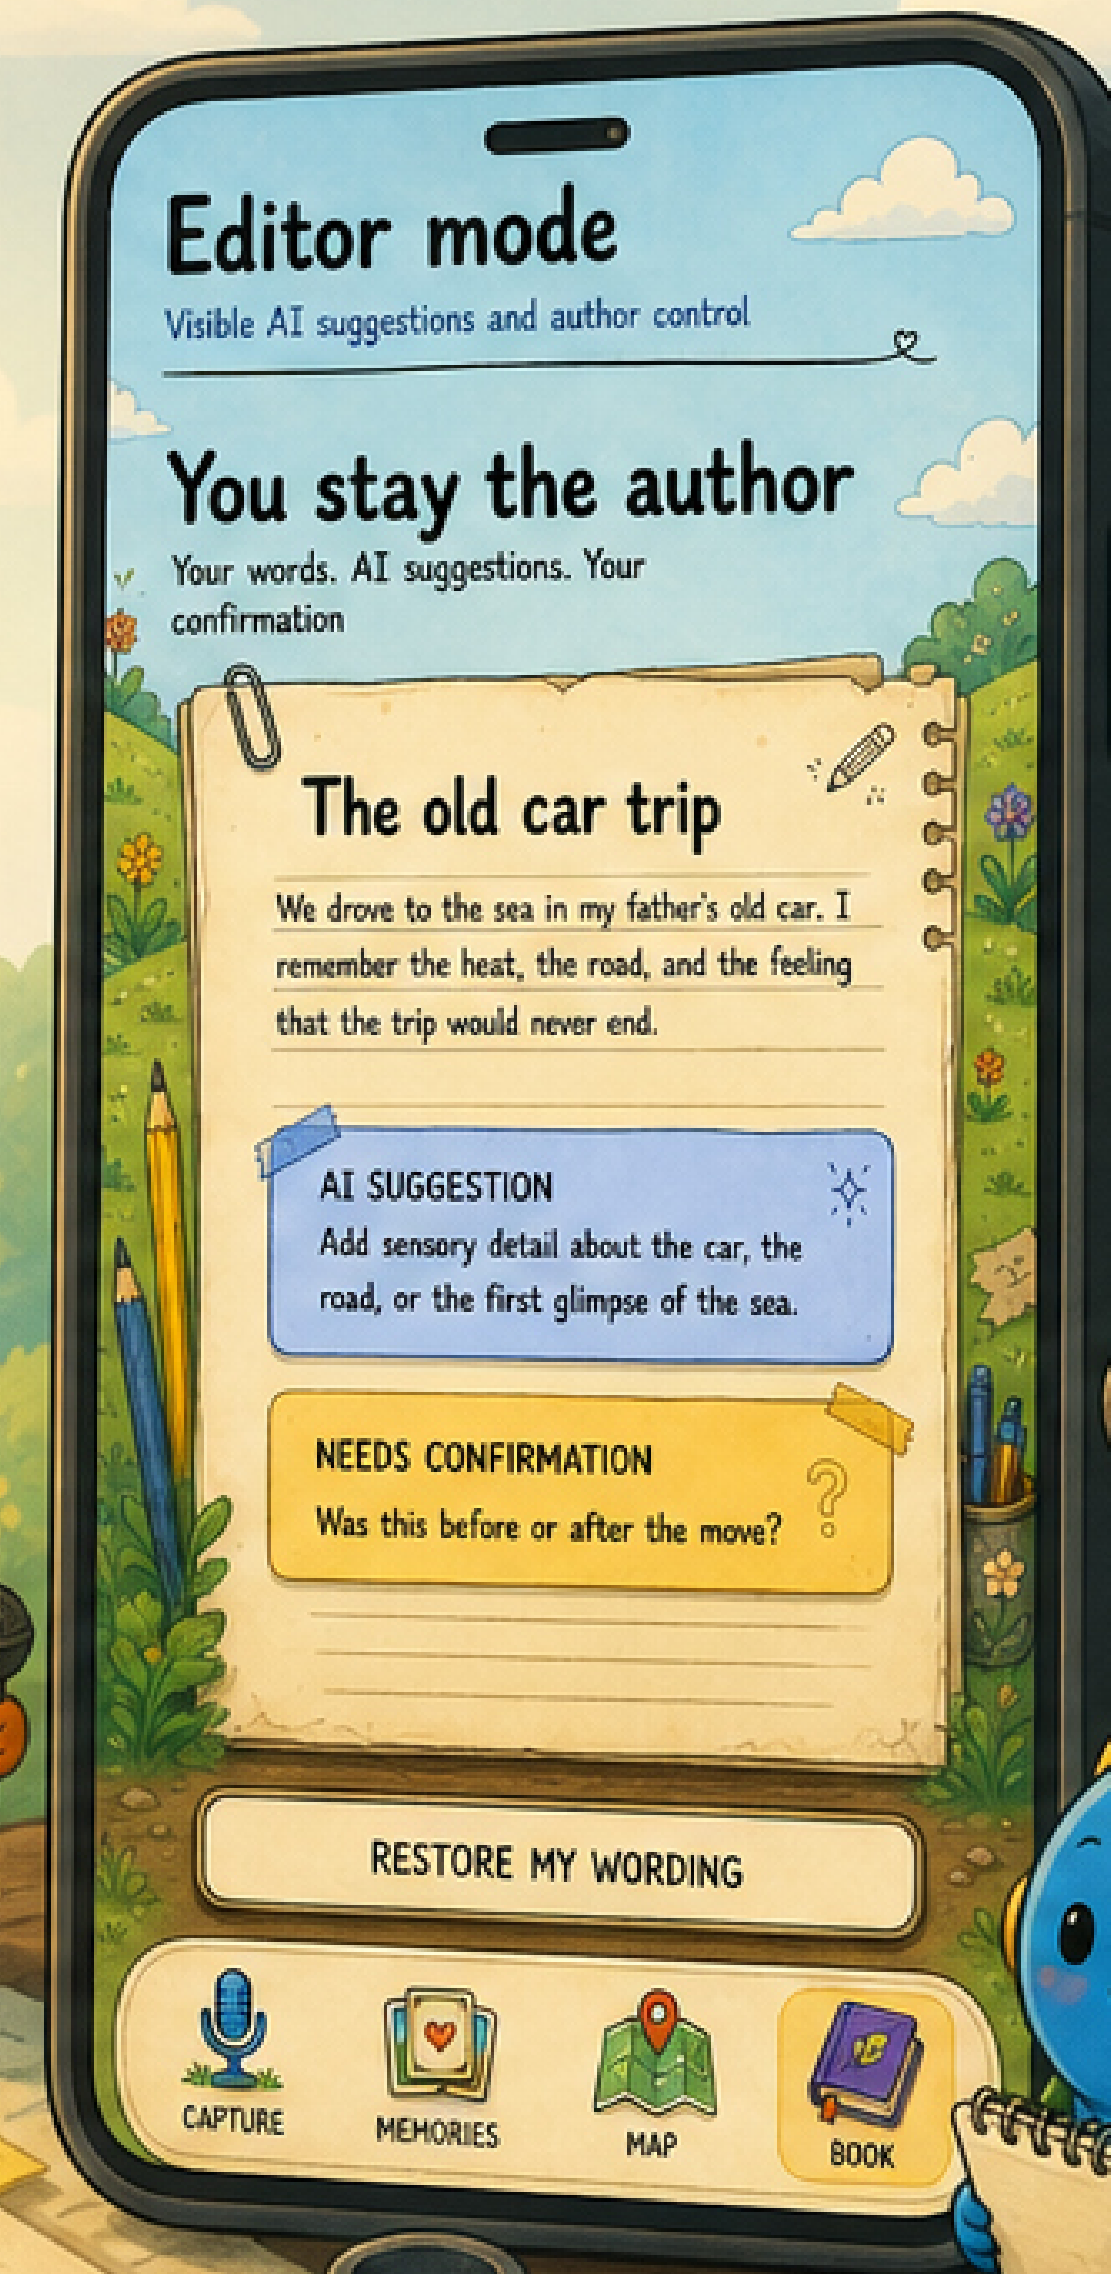 Editor mode
Visible AI suggestions and author control
You stay the author
Your words. AI suggestions. Your
confirmation
The old car trip
We drove to the sea in my father's old car. I
remember the heat, the road, and the feeling
that the trip would never end.
AI SUGGESTION
Add sensory detail about the car, the
road, or the first glimpse of the sea.
NEEDS CONFIRMATION
Was this before or after the move?
RESTORE MY WORDING
CAPTURE
MEMORIES
MAP
BOOK